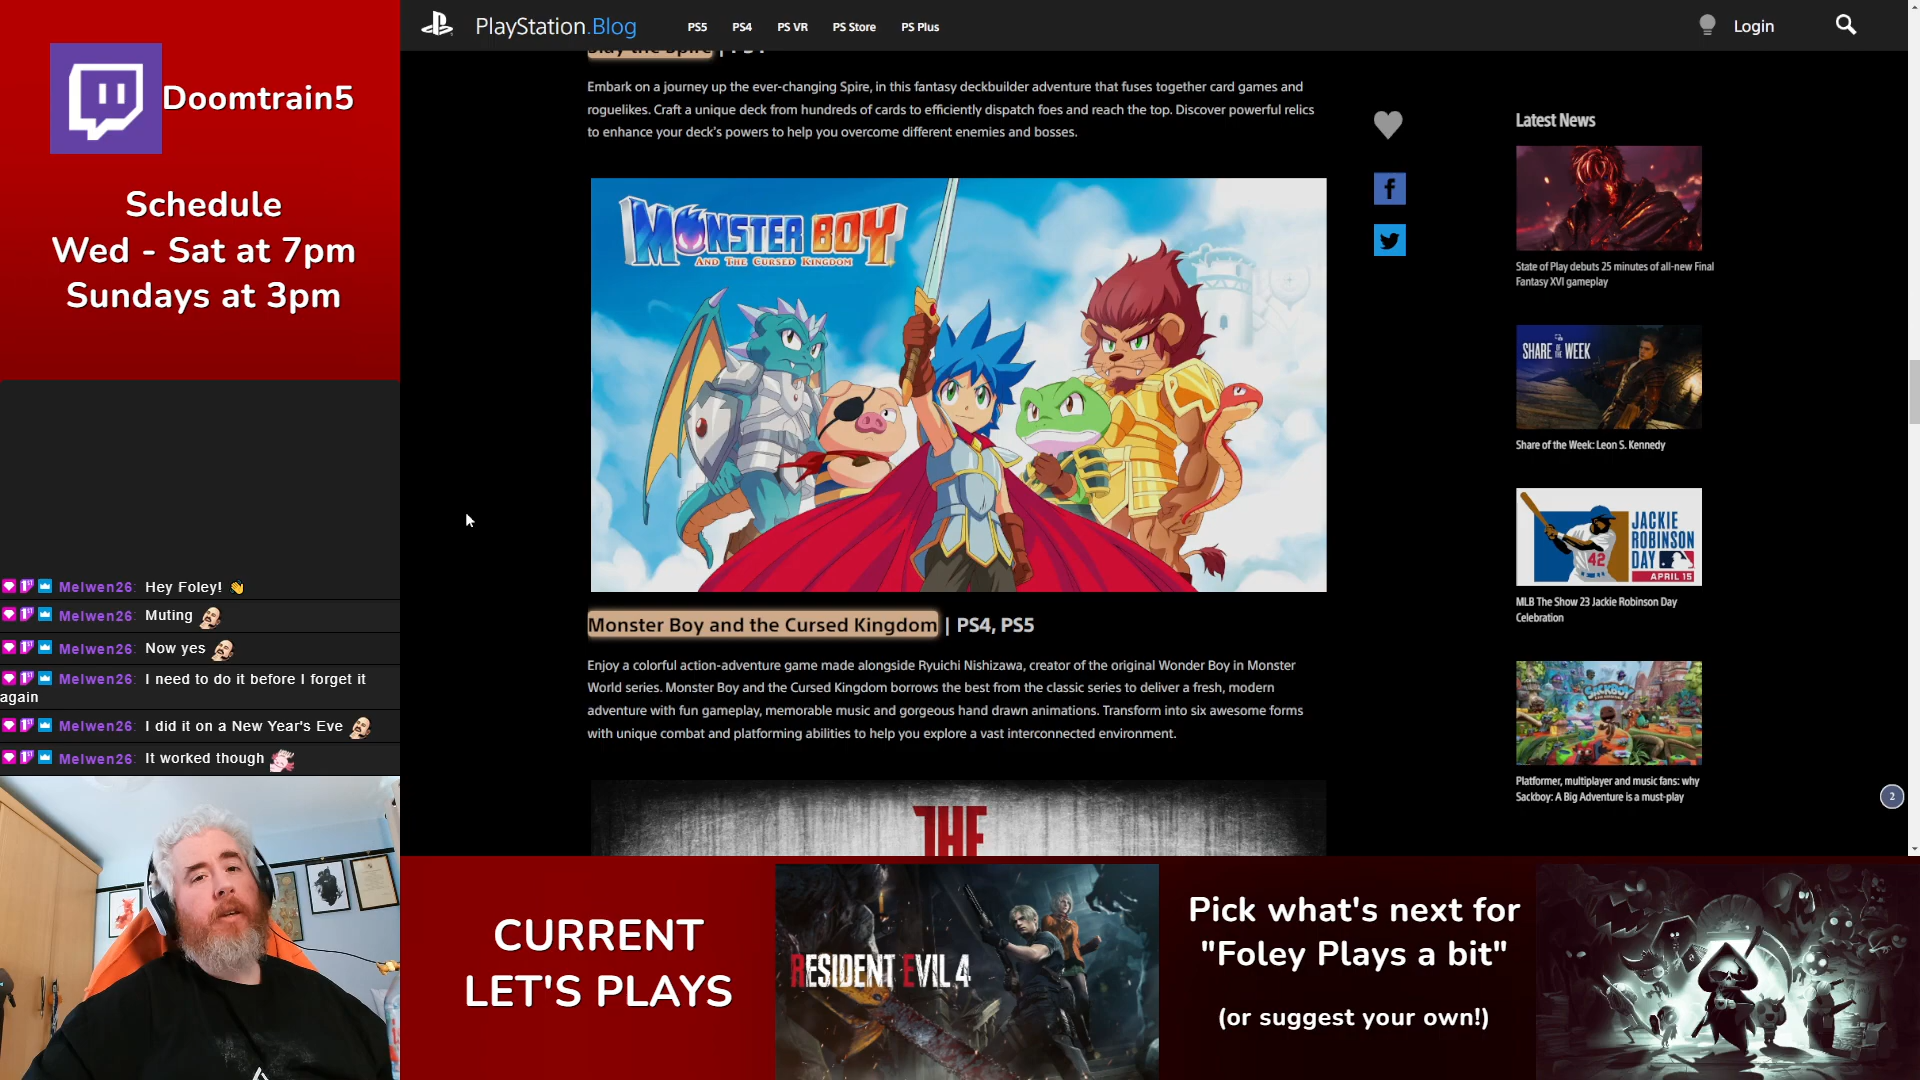 Doomtrain5
Schedule
Wed - Sat at 7pm
Sundays at 3pm
Melwen26: Hey Foley! 👋
Melwen26: Muting
Melwen26: Now yes
Melwen26: I need to do it before I forget it
again
Melwen26: I did it on a New Year's Eve
Melwen26: It worked though
PlayStation.Blog
PS5 PS4 PS VR PS Store PS Plus
Login
Slay the Spire | PS4
Embark on a journey up the ever-changing Spire, in this fantasy deckbuilder adventure that fuses together card games and
roguelikes. Craft a unique deck from hundreds of cards to efficiently dispatch foes and reach the top. Discover powerful relics
to enhance your deck's powers to help you overcome different enemies and bosses.
MONSTER BOY
AND THE CURSED KINGDOM
Monster Boy and the Cursed Kingdom | PS4, PS5
Enjoy a colorful action-adventure game made alongside Ryuichi Nishizawa, creator of the original Wonder Boy in Monster
World series. Monster Boy and the Cursed Kingdom borrows the best from the classic series to deliver a fresh, modern
adventure with fun gameplay, memorable music and gorgeous hand drawn animations. Transform into six awesome forms
with unique combat and platforming abilities to help you explore a vast interconnected environment.
THE
Latest News
State of Play debuts 25 minutes of all-new Final
Fantasy XVI gameplay
SHARE OF THE WEEK
Share of the Week: Leon S. Kennedy
JACKIE
ROBINSON
DAY
42
APRIL 15
MLB The Show 23 Jackie Robinson Day
Celebration
SACKBOY
Platformer, multiplayer and music fans: why
Sackboy: A Big Adventure is a must-play
2
CURRENT
LET'S PLAYS
RESIDENT EVIL 4
Pick what's next for
"Foley Plays a bit"
(or suggest your own!)